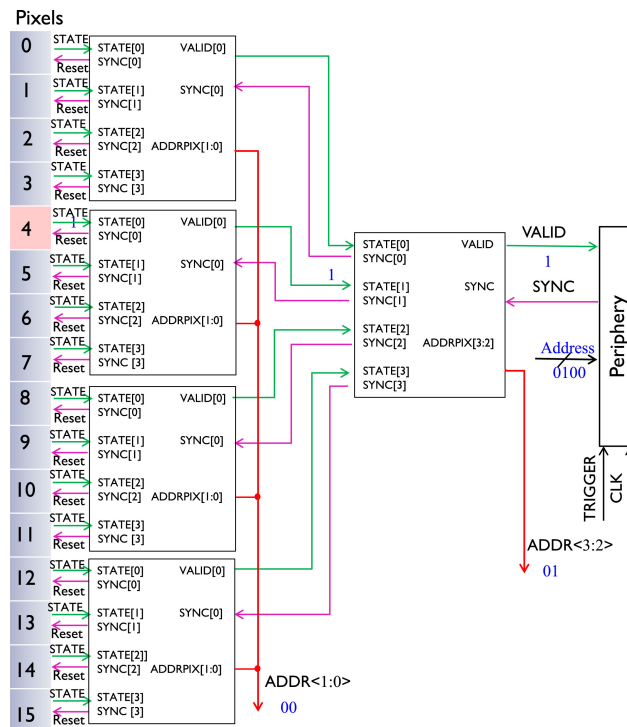 Pixels
0
STATE
Reset
STATE[0]
SYNC[0]
VALID[0]
1
STATE
Reset
STATE[1]
SYNC[1]
SYNC[0]
2
STATE
Reset
STATE[2]
SYNC[2]
ADDRPIX[1:0]
3
STATE
Reset
STATE[3]
SYNC [3]
4
STATE
1
Reset
STATE[0]
SYNC[0]
VALID[0]
5
STATE
Reset
STATE[1]
SYNC[1]
SYNC[0]
6
STATE
Reset
STATE[2]
SYNC[2]
ADDRPIX[1:0]
7
STATE
Reset
STATE[3]
SYNC [3]
8
STATE
Reset
STATE[0]
SYNC[0]
VALID[0]
9
STATE
Reset
STATE[1]
SYNC[1]
SYNC[0]
10
STATE
Reset
STATE[2]
SYNC[2]
ADDRPIX[1:0]
11
STATE
Reset
STATE[3]
SYNC [3]
12
STATE
Reset
STATE[0]
SYNC[0]
VALID[0]
13
STATE
Reset
STATE[1]
SYNC[1]
SYNC[0]
14
STATE
Reset
STATE[2]]
SYNC[2]
ADDRPIX[1:0]
15
STATE
Reset
STATE[3]
SYNC [3]
ADDR<1:0>
00
1
STATE[0]
SYNC[0]
VALID
STATE[1]
SYNC[1]
SYNC
STATE[2]
SYNC[2]
ADDRPIX[3:2]
STATE[3]
SYNC[3]
VALID
1
SYNC
Address
0100
Periphery
TRIGGER
CLK
ADDR<3:2>
01